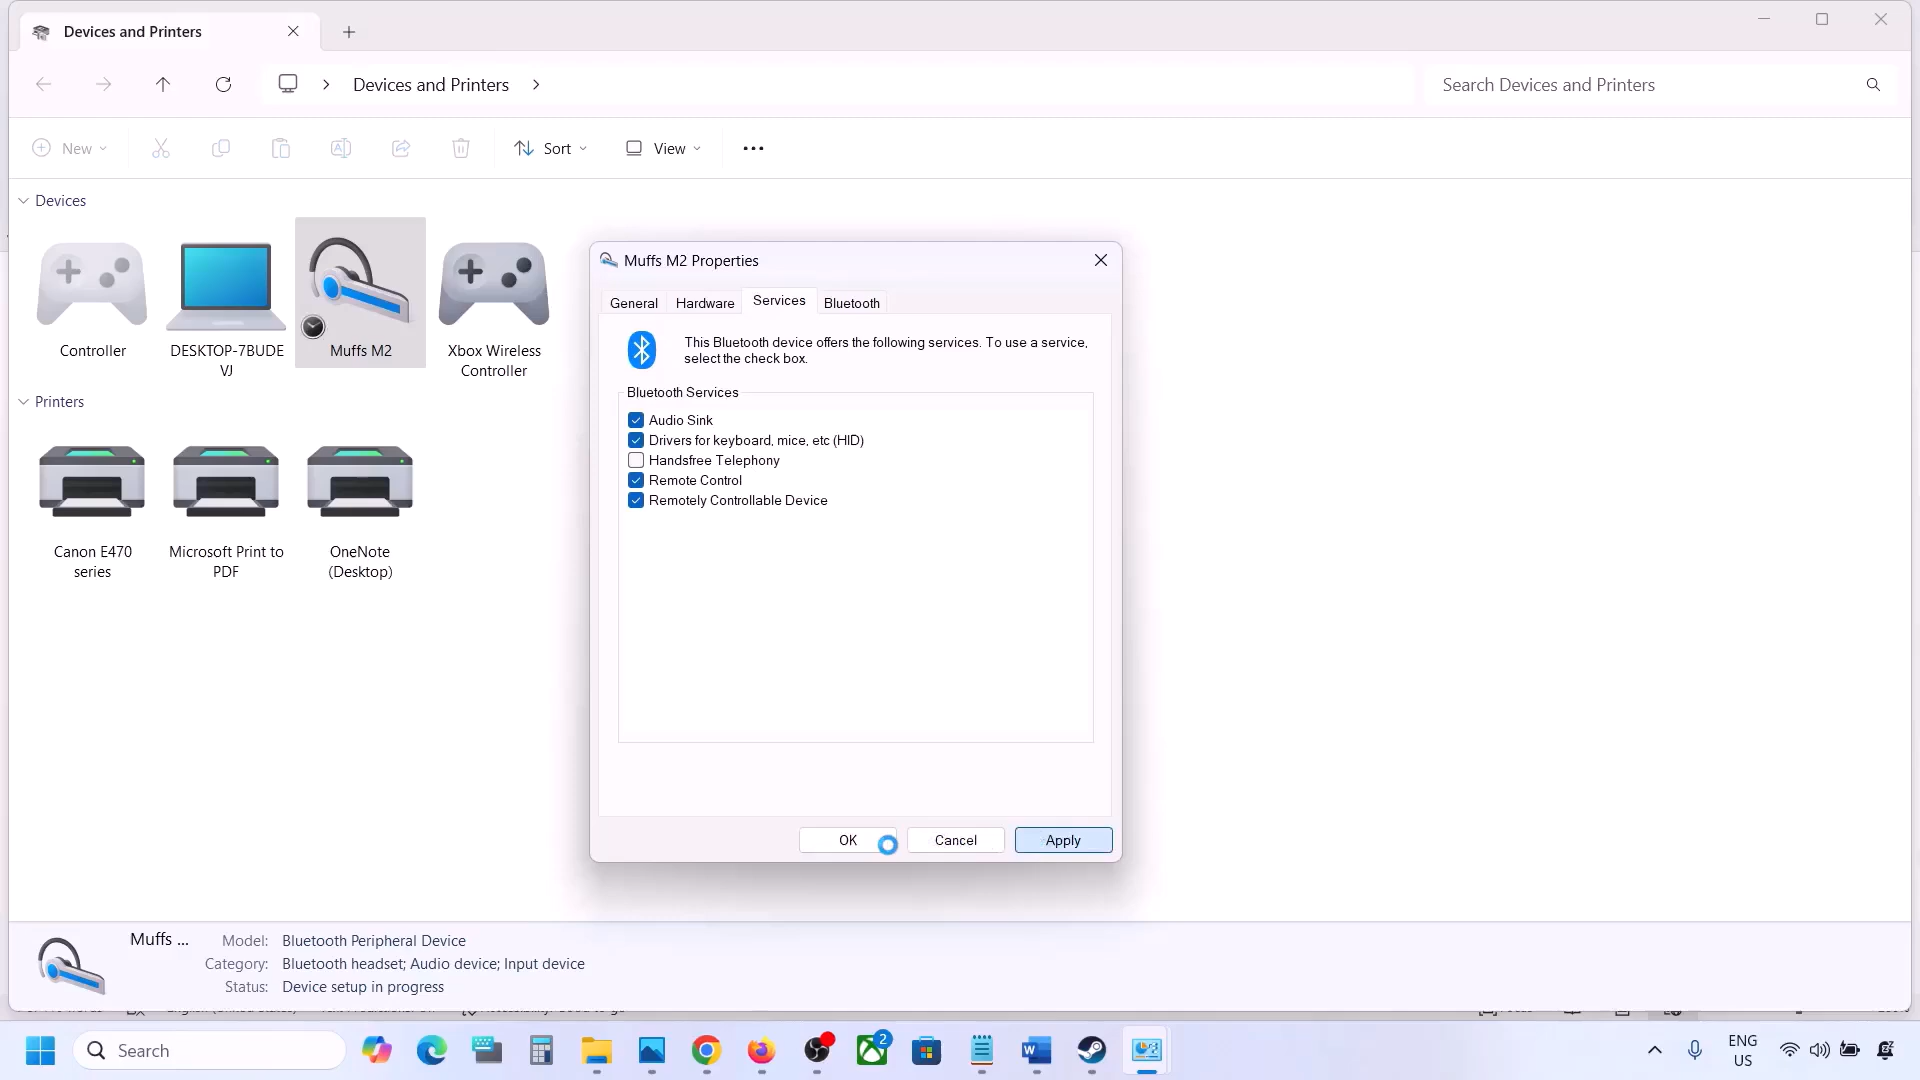 Devices and Printers
Devices and Printers
Search Devices and Printers
New
Sort
View
Devices
Controller
DESKTOP-7BUDE
VJ
Muffs M2
Xbox Wireless
Controller
Printers
Canon E470
series
Microsoft Print to
PDF
OneNote
(Desktop)
Muffs M2 Properties
General
Hardware
Services
Bluetooth
This Bluetooth device offers the following services. To use a service,
select the check box.
Bluetooth Services
Audio Sink
Drivers for keyboard, mice, etc (HID)
Handsfree Telephony
Remote Control
Remotely Controllable Device
OK
Cancel
Apply
Muffs ...
Model: Bluetooth Peripheral Device
Category: Bluetooth headset; Audio device; Input device
Status: Device setup in progress
Search
2
ENG
US